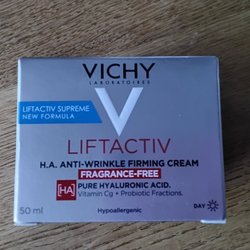 VICHY
LABORATOIRES
LIFTACTIV SUPREME
NEW FORMULA
LIFTACTIV
H.A. ANTI-WRINKLE FIRMING CREAM
FRAGRANCE-FREE
[HA] PURE HYALURONIC ACID.
Vitamin Cg + Probiotic Fractions.
50 ml
Hypoallergenic
DAY